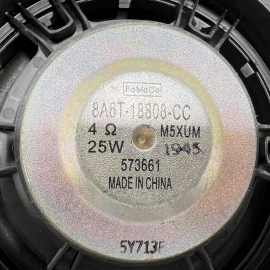 FoMoCo
8A6T-18808-CC
4 Ω M5XUM
25W 1945
573661
MADE IN CHINA
5Y713F